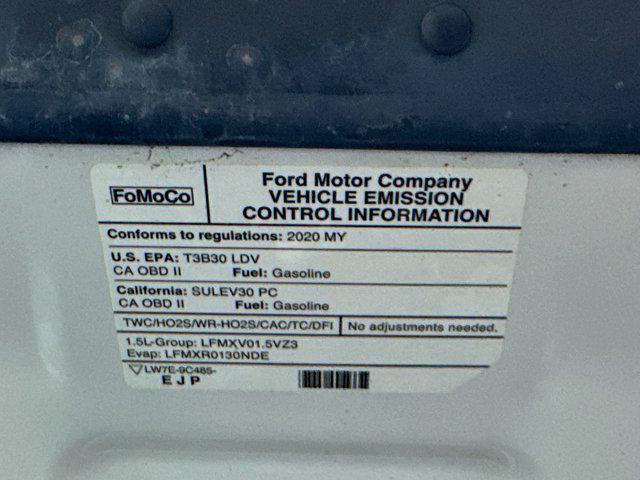 FoMoCo
Ford Motor Company
VEHICLE EMISSION
CONTROL INFORMATION
Conforms to regulations: 2020 MY
U.S. EPA: T3B30 LDV
CA OBD II Fuel: Gasoline
California: SULEV30 PC
CA OBD II Fuel: Gasoline
TWC/HO2S/WR-HO2S/CAC/TC/DFI No adjustments needed.
1.5L-Group: LFMXV01.5VZ3
Evap: LFMXR0130NDE
LW7E-9C485-
EJP